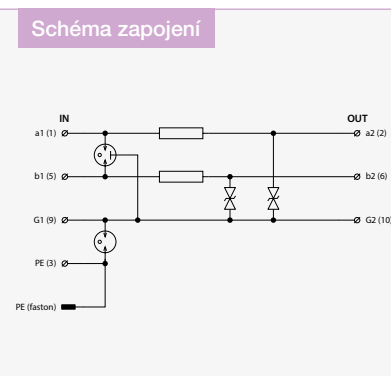 Schéma zapojení
IN OUT
a1 (1) a2 (2)
b1 (5) b2 (6)
G1 (9) G2 (10)
PE (3)
PE (faston)